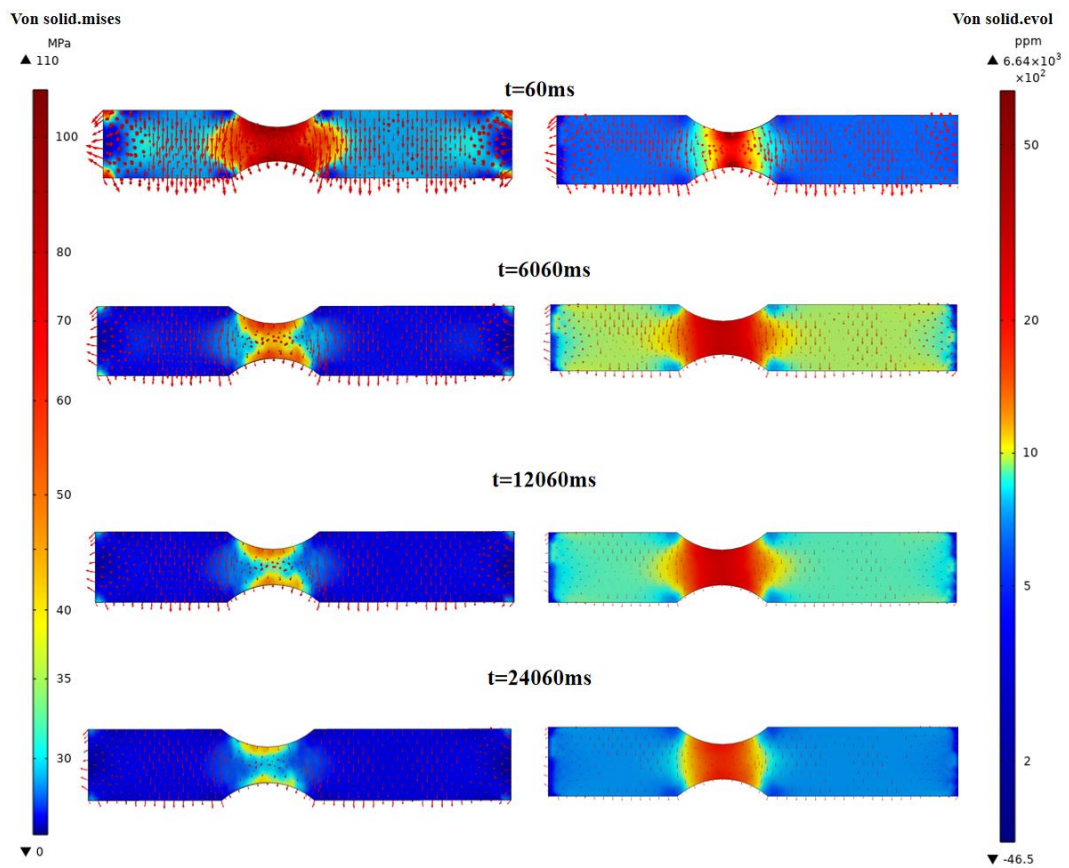 Von solid.mises
Von solid.evol
MPa
ppm
▲ 110
▲ 6.64×10³
×10²
t=60ms
100
50
80
t=6060ms
70
20
60
10
t=12060ms
50
5
40
35
t=24060ms
30
2
▼ 0
▼ -46.5